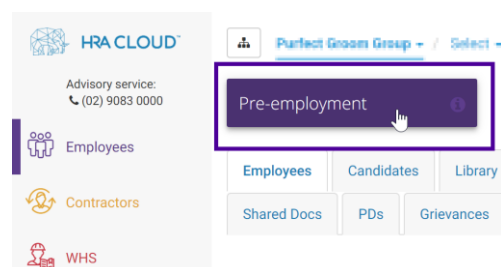 HRA CLOUD™
Purfect Groom Group / Select
Advisory service:
(02) 9083 0000
Pre-employment
Employees
Employees Candidates Library
Contractors
Shared Docs PDs Grievances
WHS